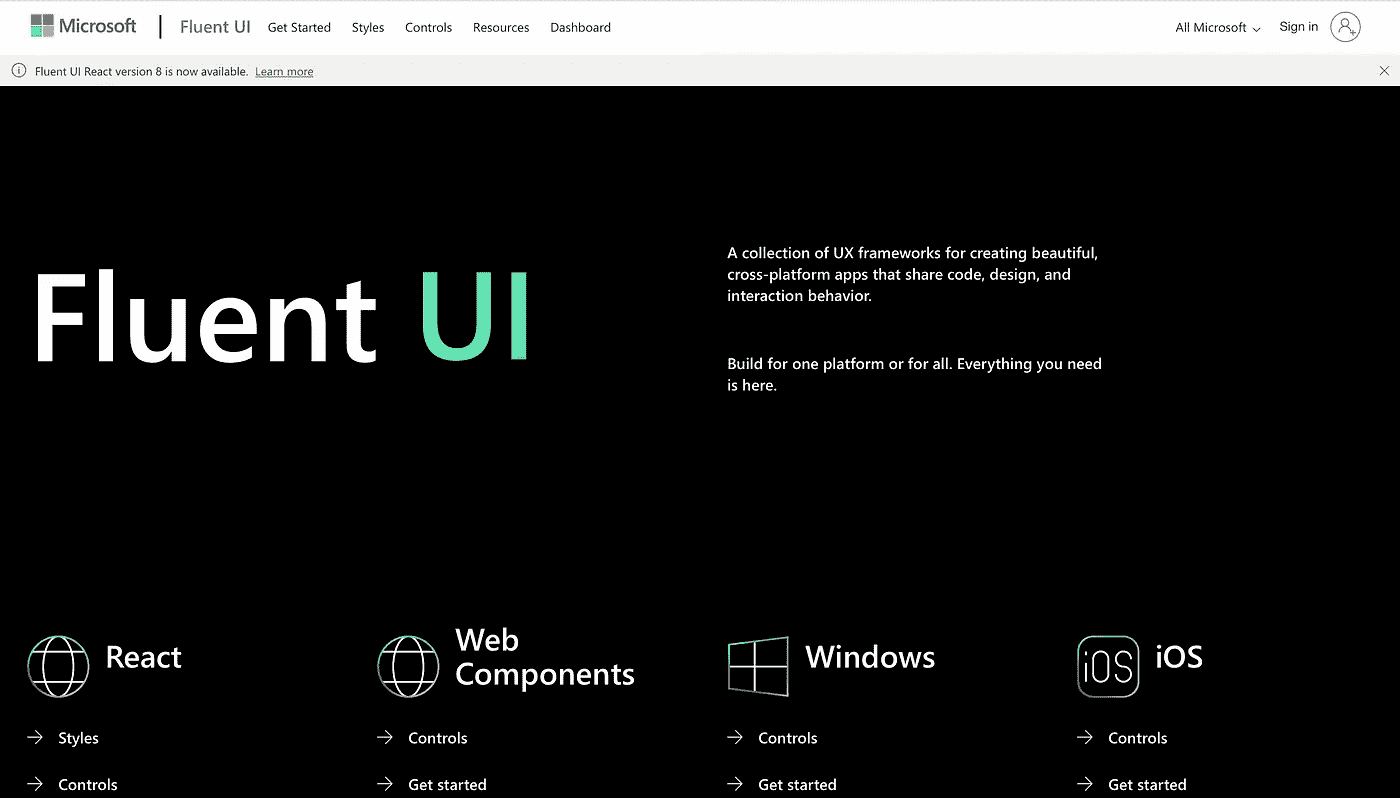 Microsoft Fluent UI Get Started Styles Controls Resources Dashboard All Microsoft Sign in
Fluent UI React version 8 is now available. Learn more
Fluent UI
A collection of UX frameworks for creating beautiful,
cross-platform apps that share code, design, and
interaction behavior.
Build for one platform or for all. Everything you need
is here.
React
Styles
Controls
Web
Components
Controls
Get started
Windows
Controls
Get started
iOS iOS
Controls
Get started